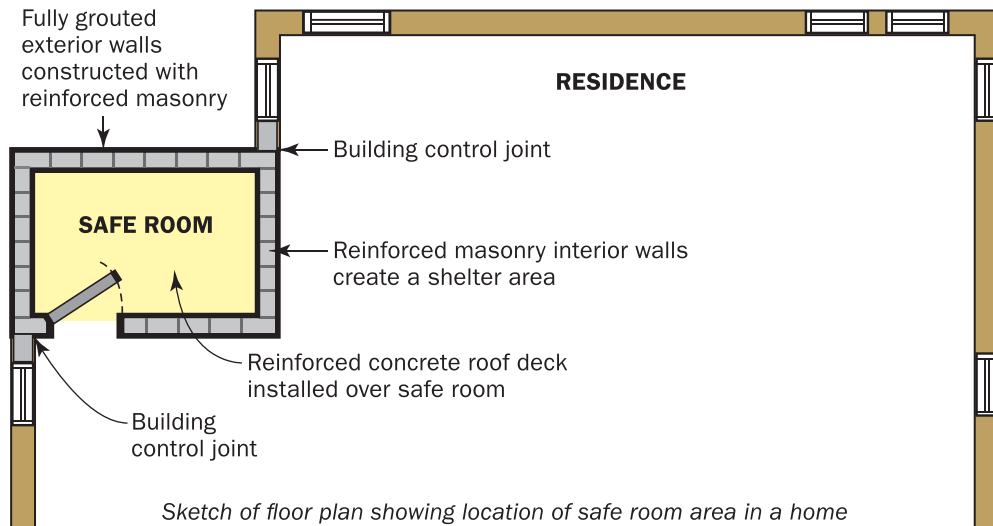 Fully grouted
exterior walls
constructed with
reinforced masonry
RESIDENCE
Building control joint
SAFE ROOM
Reinforced masonry interior walls
create a shelter area
Reinforced concrete roof deck
installed over safe room
Building
control joint
Sketch of floor plan showing location of safe room area in a home